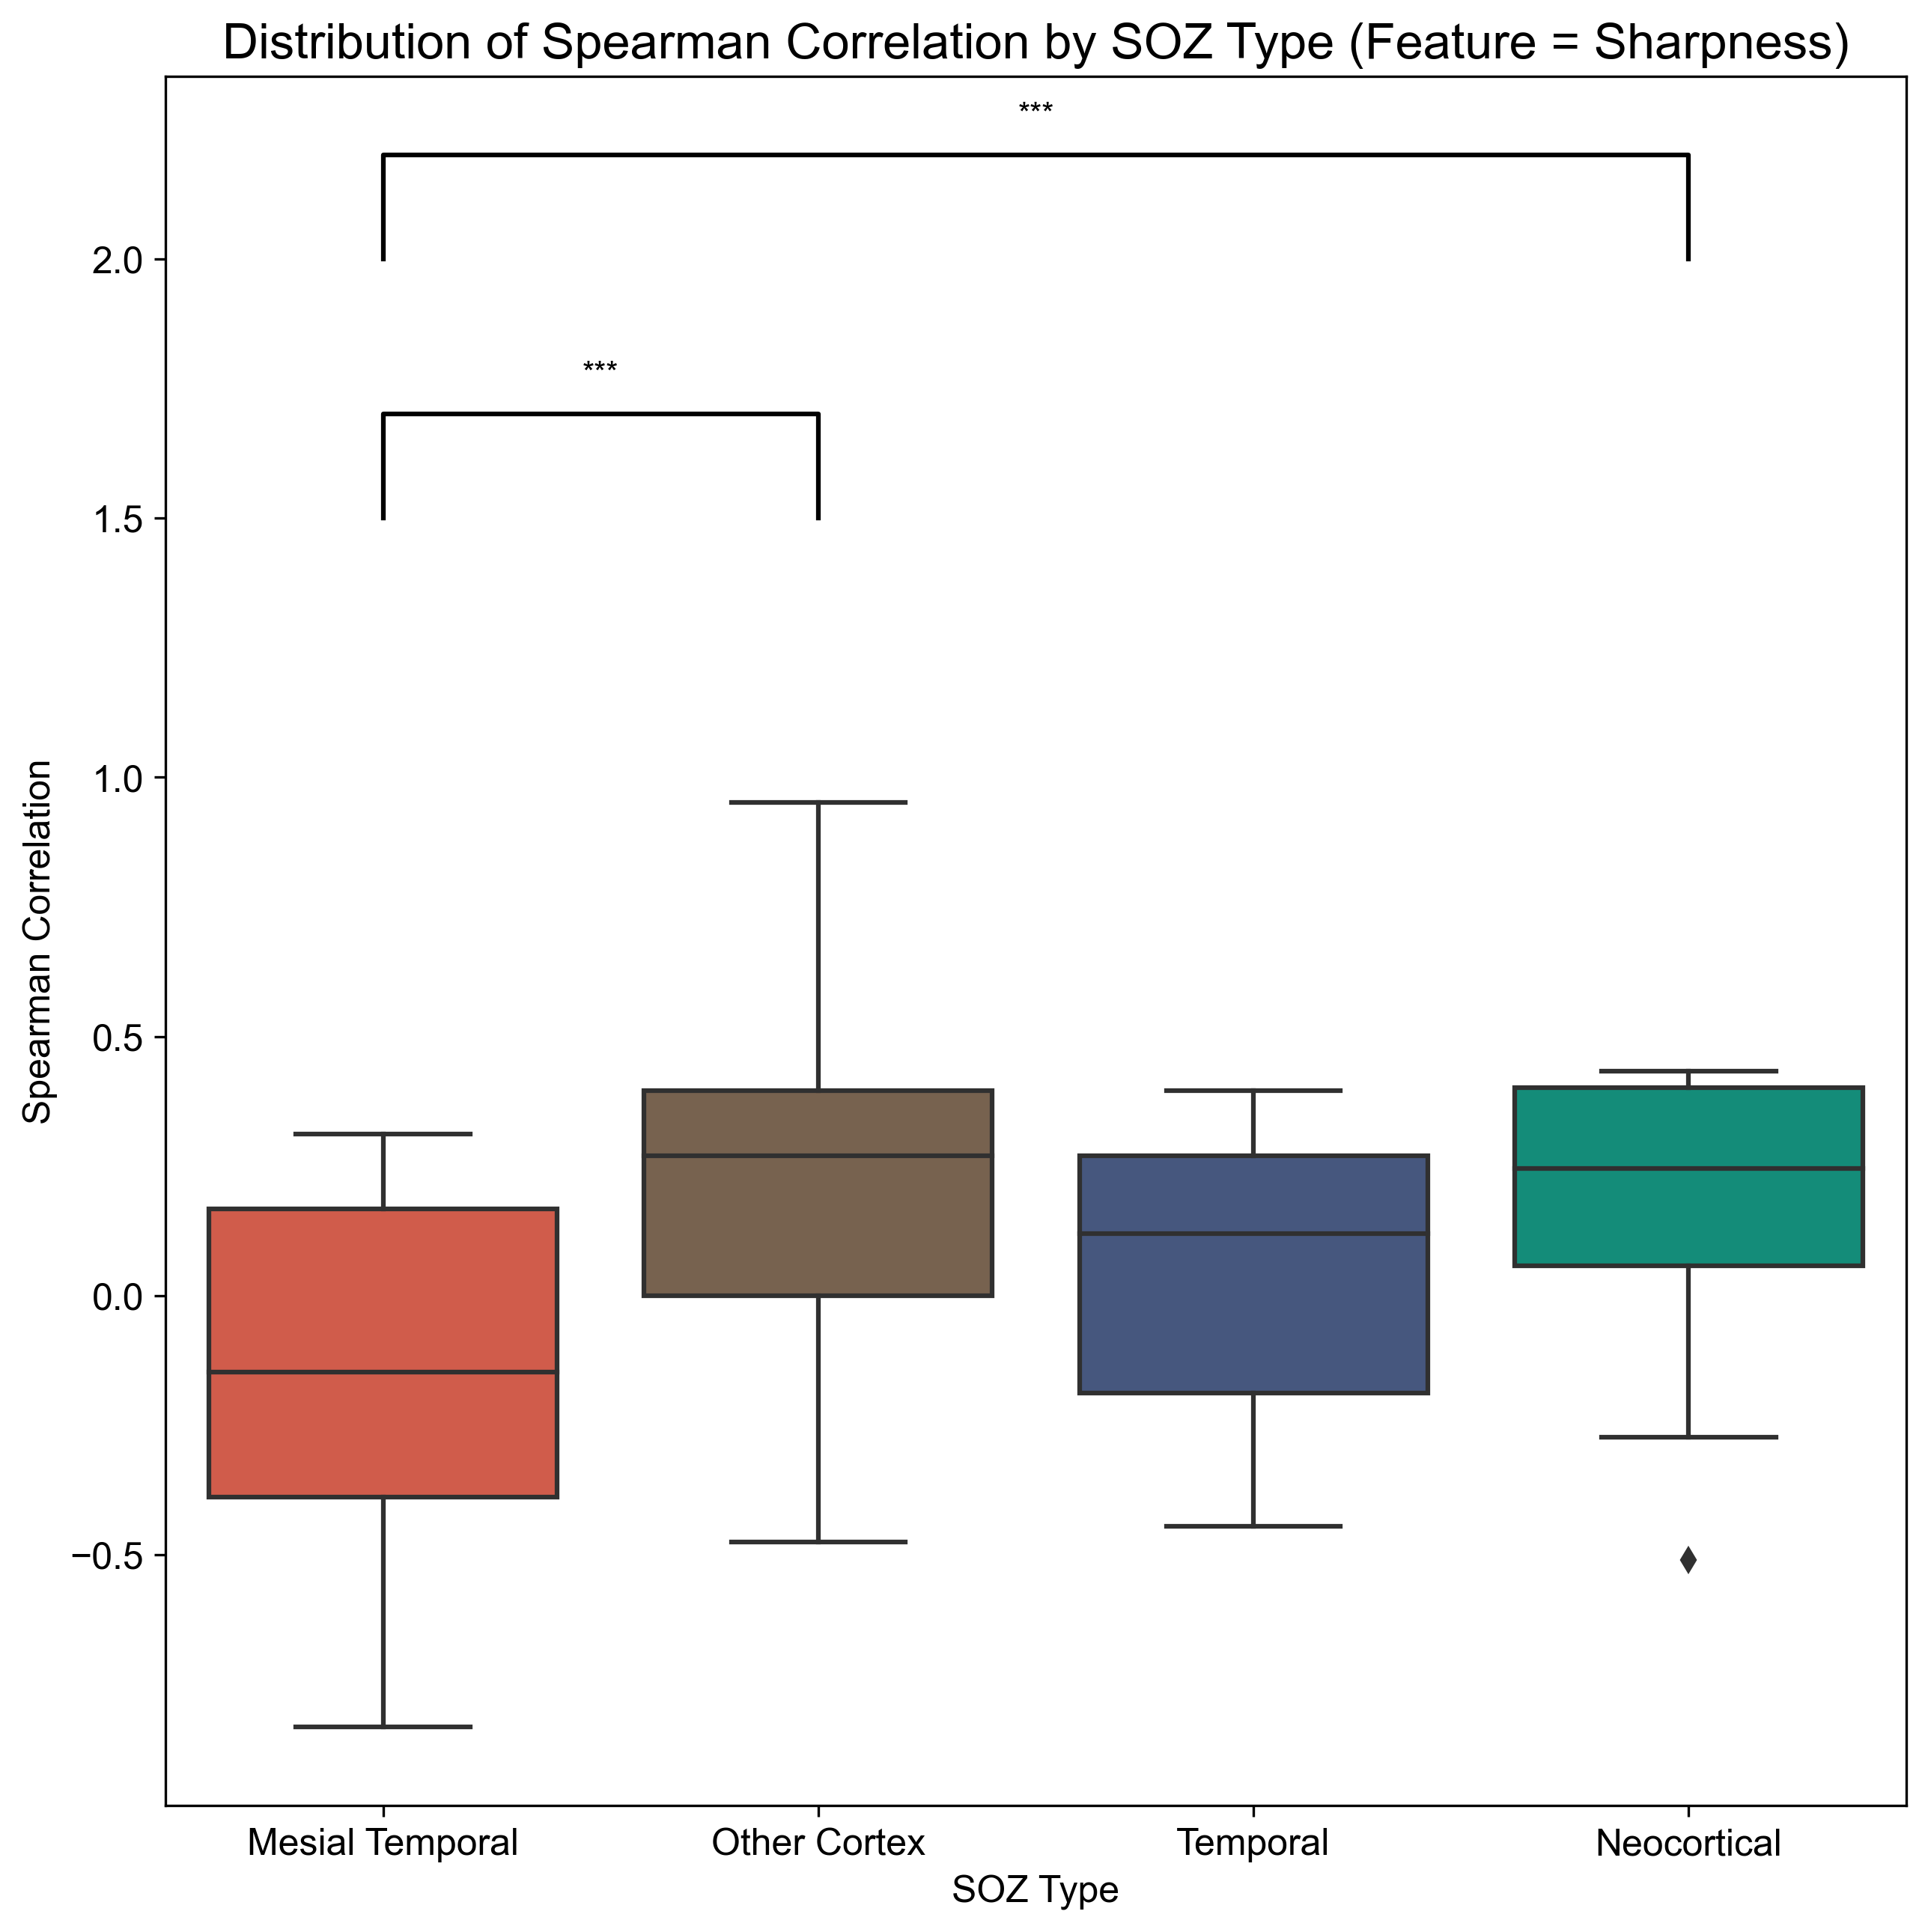 Distribution of Spearman Correlation by SOZ Type (Feature = Sharpness)
***
***
2.0
1.5
1.0
0.5
0.0
−0.5
Spearman Correlation
Mesial Temporal
Other Cortex
Temporal
Neocortical
SOZ Type